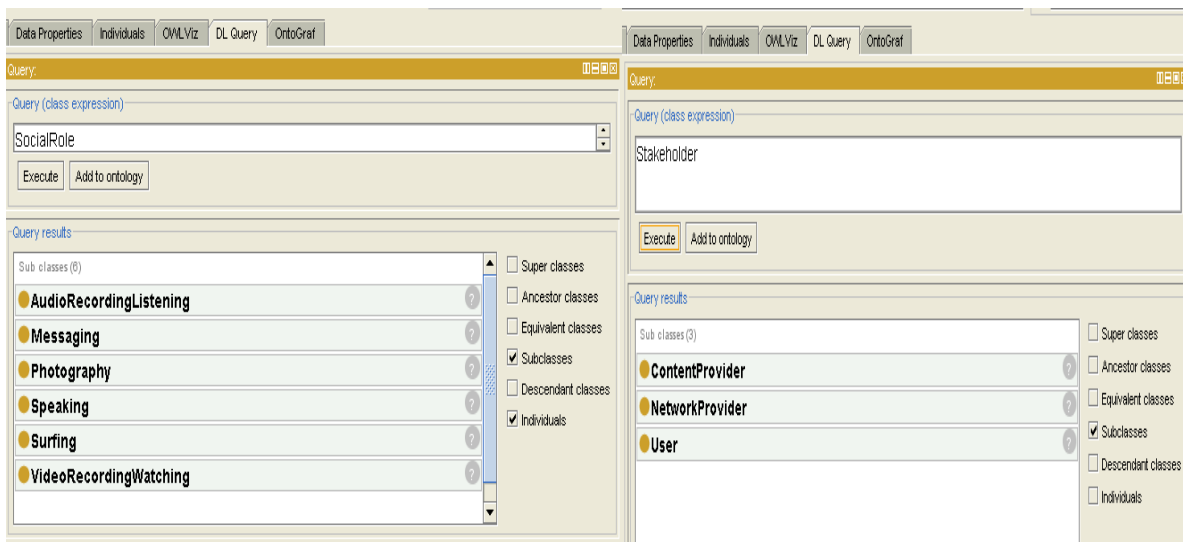 Data Properties Individuals OWLViz DL Query OntoGraf
Query:
Query (class expression)
SocialRole
Execute Add to ontology
Query results
Sub classes (6)
AudioRecordingListening
Messaging
Photography
Speaking
Surfing
VideoRecordingWatching
Super classes
Ancestor classes
Equivalent classes
Subclasses
Descendant classes
Individuals
Data Properties Individuals OWLViz DL Query OntoGraf
Query:
Query (class expression)
Stakeholder
Execute Add to ontology
Query results
Sub classes (3)
ContentProvider
NetworkProvider
User
Super classes
Ancestor classes
Equivalent classes
Subclasses
Descendant classes
Individuals